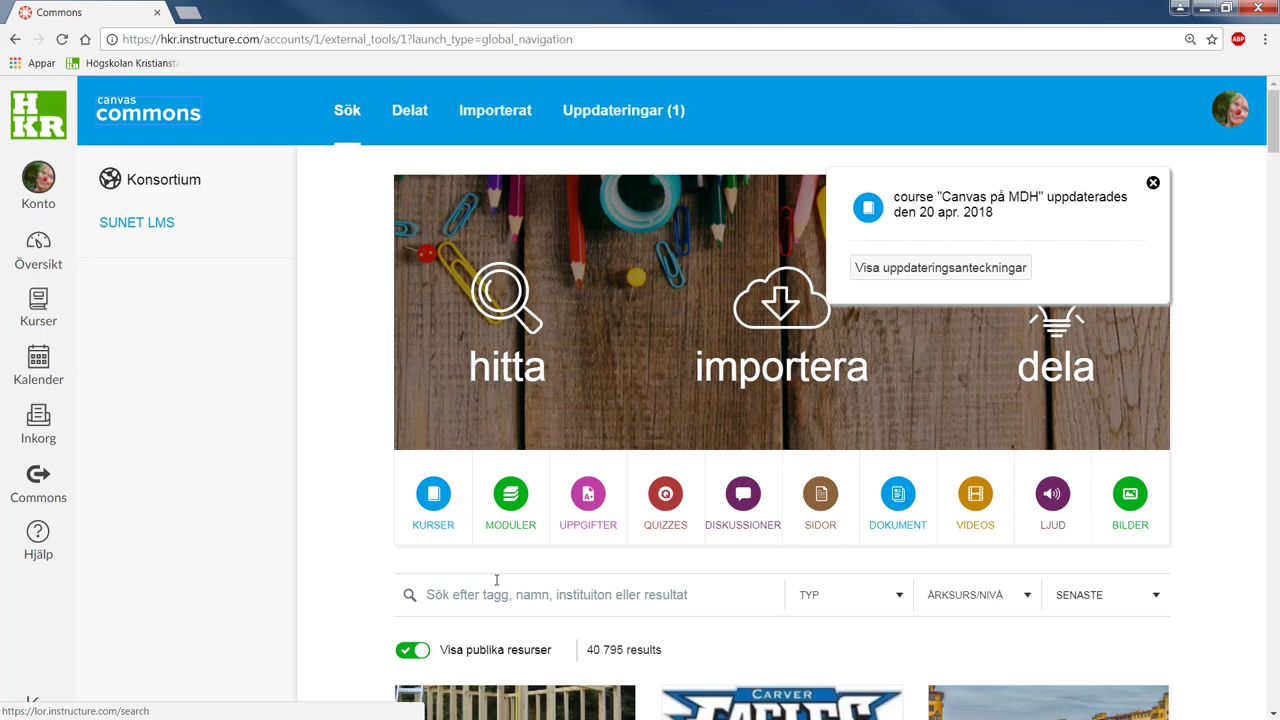 Commons
https://hkr.instructure.com/accounts/1/external_tools/1?launch_type=global_navigation
ABP
Appar
Högskolan Kristianst
H
KR
canvas
commons
Sök
Delat
Importerat
Uppdateringar (1)
Konto
Översikt
Kurser
Kalender
Inkorg
Commons
Hjälp
Konsortium
SUNET LMS
course "Canvas på MDH" uppdaterades
den 20 apr. 2018
Visa uppdateringsanteckningar
hitta
importera
dela
KURSER
MODULER
UPPGIFTER
QUIZZES
DISKUSSIONER
SIDOR
DOKUMENT
VIDEOS
LJUD
BILDER
Sök efter tagg, namn, instituiton eller resultat
TYP
ÅRKURS/NIVÅ
SENASTE
Visa publika resurser
40 795 results
CARVER
EAGLES
https://lor.instructure.com/search